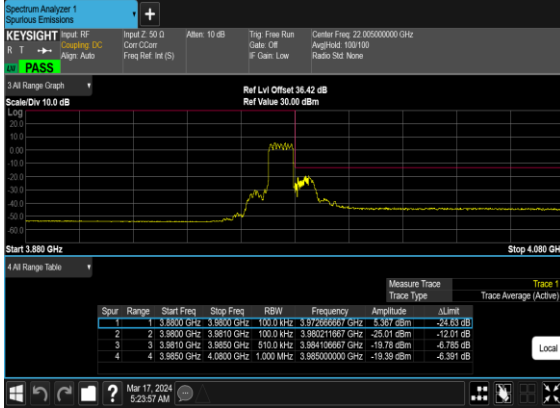 Spectrum Analyzer 1
Spurious Emissions
KEYSIGHT Input: RF Input Z: 50 Ω Atten: 10 dB Trig: Free Run Center Freq: 22.005000000 GHz
R T Coupling: DC Corr CCorr Gate: Off Avg|Hold: 100/100
Align: Auto Freq Ref: Int (S) IF Gain: Low Radio Std: None
LXI PASS
3 All Range Graph
Ref Lvl Offset 36.42 dB
Scale/Div 10.0 dB Ref Value 30.00 dBm
Log
20.0
10.0
0.00
-10.0
-20.0
-30.0
-40.0
-50.0
-60.0
Start 3.880 GHz Stop 4.080 GH
4 All Range Table
Measure Trace Trace 1
Trace Type Trace Average (Active)
Spur Range Start Freq Stop Freq RBW Frequency Amplitude ΔLimit
1 1 3.8800 GHz 3.9800 GHz 100.0 kHz 3.972666667 GHz 5.367 dBm -24.63 dB
2 2 3.9800 GHz 3.9810 GHz 100.0 kHz 3.980211667 GHz -25.01 dBm -12.01 dB
3 3 3.9810 GHz 3.9850 GHz 510.0 kHz 3.984106667 GHz -19.78 dBm -6.785 dB
4 4 3.9850 GHz 4.0800 GHz 1.000 MHz 3.985000000 GHz -19.39 dBm -6.391 dB
Local
Mar 17, 2024
5:23:57 AM